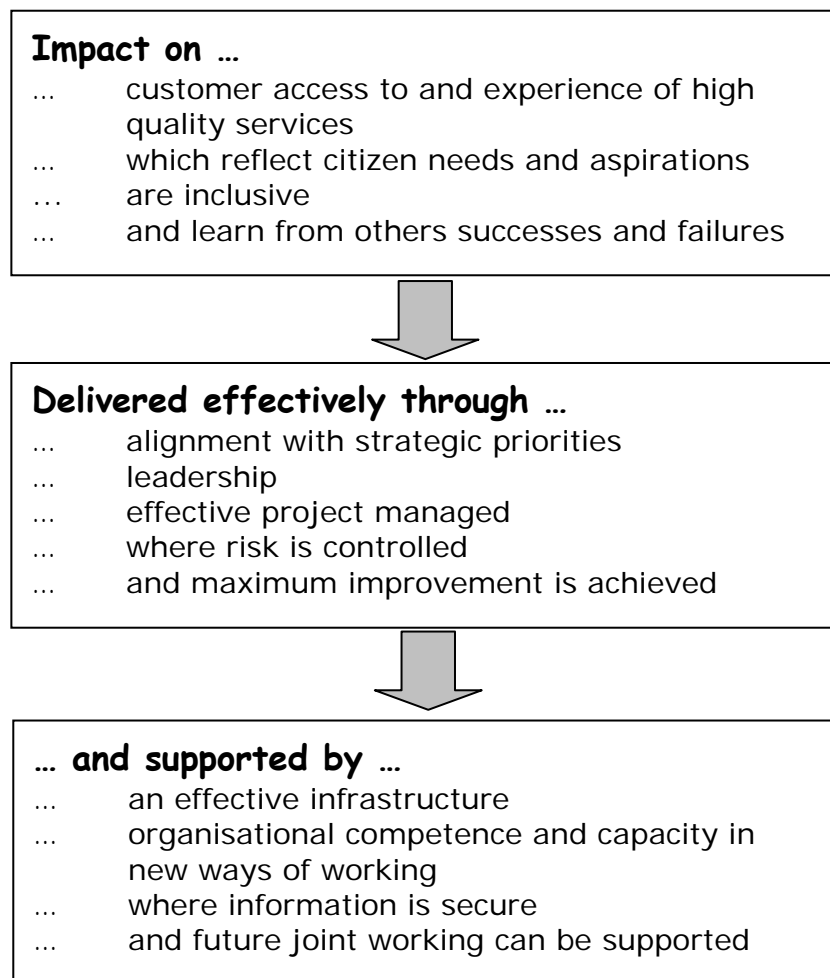 Impact on …
… customer access to and experience of high
quality services
… which reflect citizen needs and aspirations
… are inclusive
… and learn from others successes and failures
Delivered effectively through …
… alignment with strategic priorities
… leadership
… effective project managed
… where risk is controlled
… and maximum improvement is achieved
… and supported by …
… an effective infrastructure
… organisational competence and capacity in
new ways of working
… where information is secure
… and future joint working can be supported